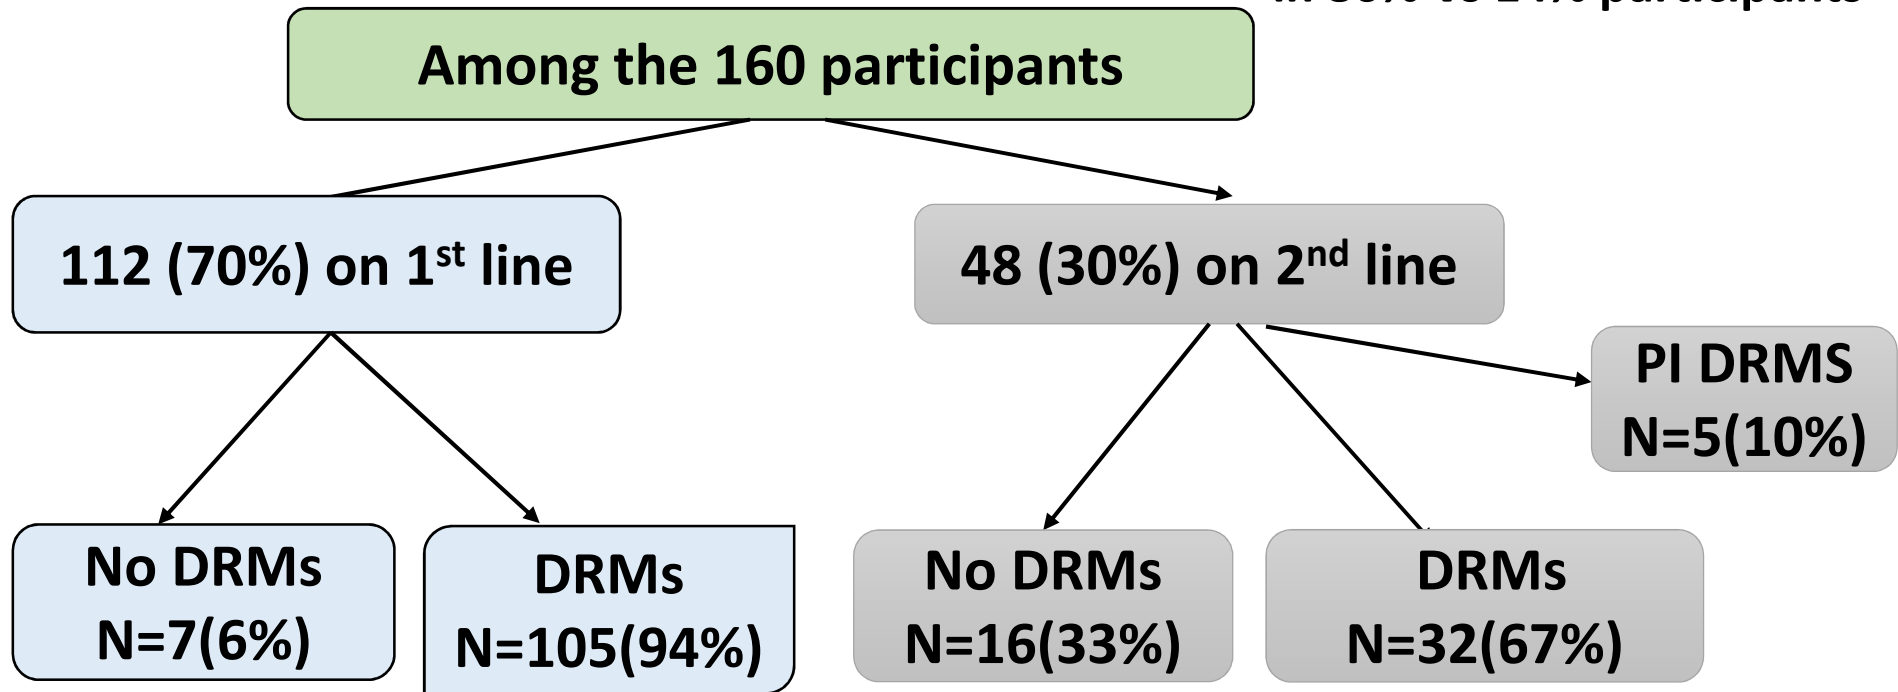 participants
Among the 160 participants
112 (70%) on 1st line
48 (30%) on 2nd line
PI DRMS
N=5(10%)
No DRMs
N=7(6%)
DRMs
N=105(94%)
No DRMs
N=16(33%)
DRMs
N=32(67%)